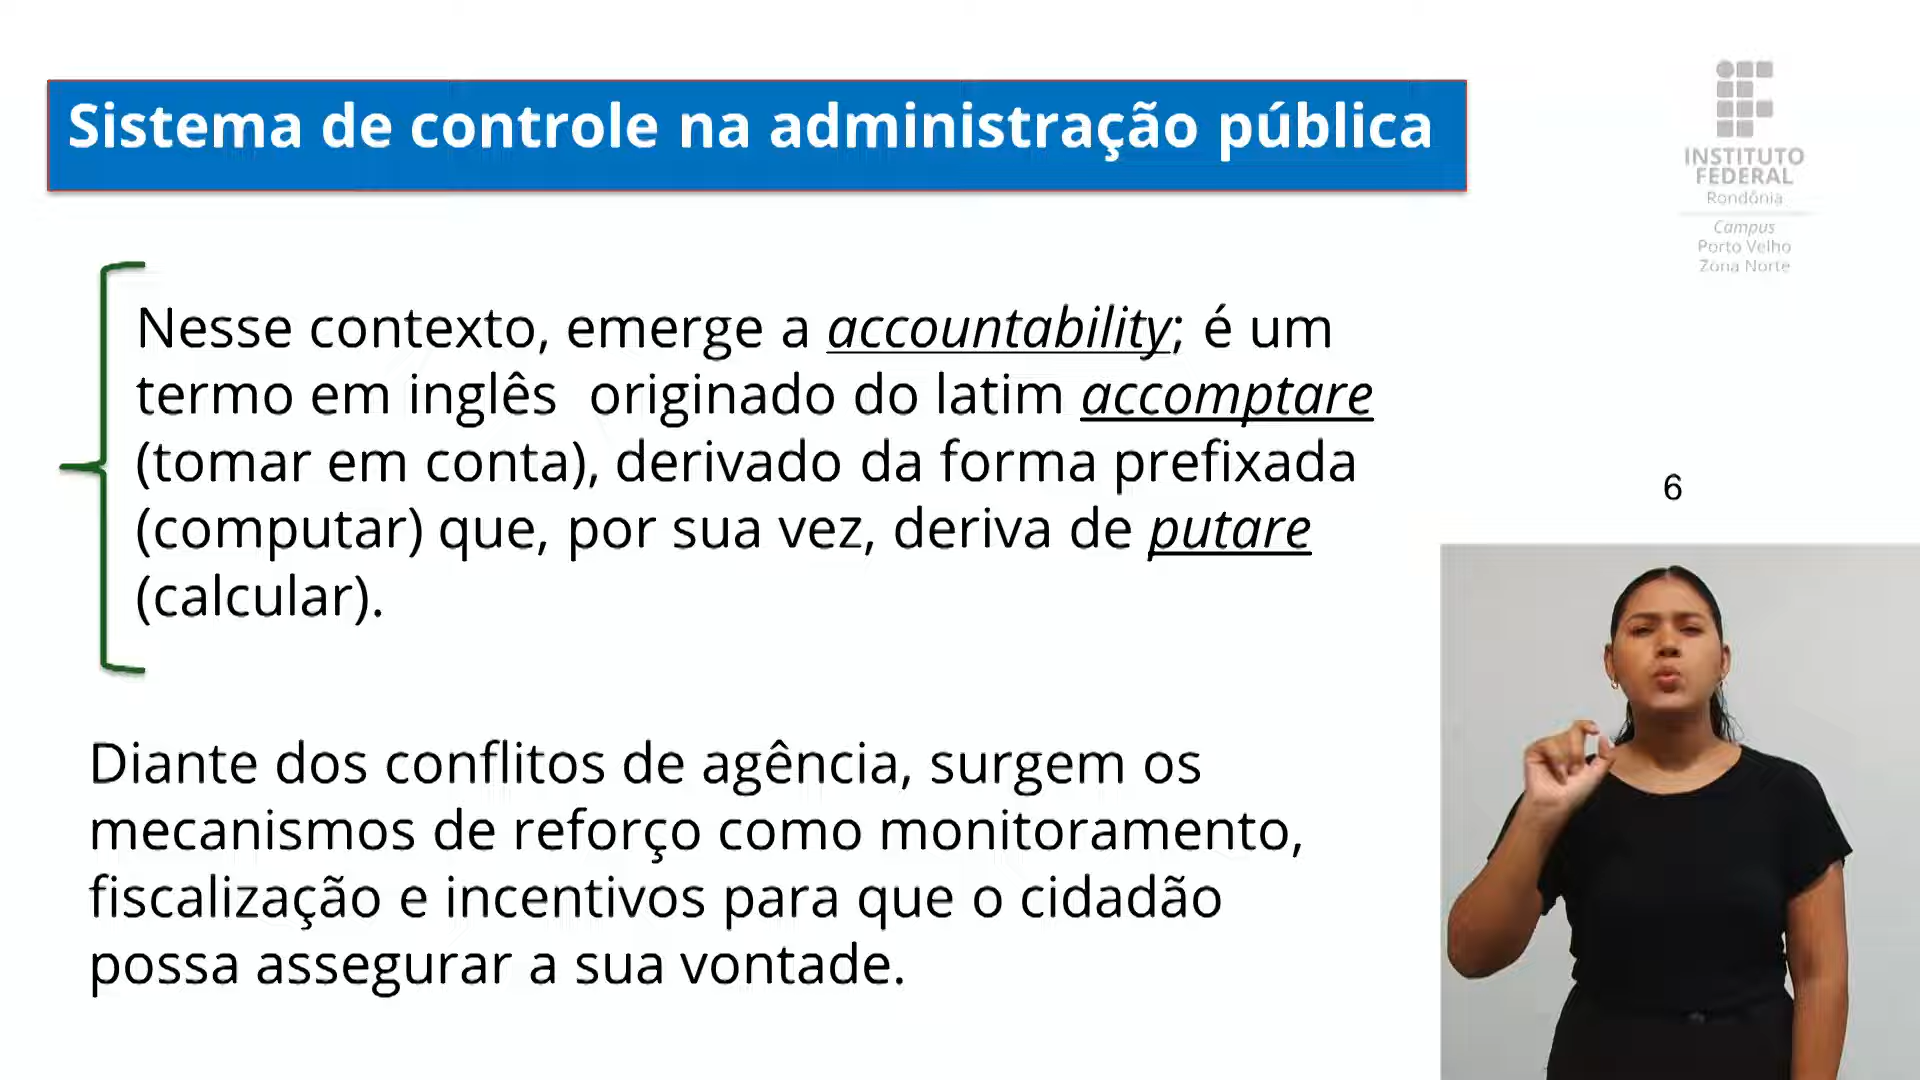 Sistema de controle na administração pública
INSTITUTO
FEDERAL
Rondônia
Campus
Porto Velho
Zona Norte
Nesse contexto, emerge a accountability; é um
termo em inglês originado do latim accomptare
(tomar em conta), derivado da forma prefixada
(computar) que, por sua vez, deriva de putare
(calcular).
6
Diante dos conflitos de agência, surgem os
mecanismos de reforço como monitoramento,
fiscalização e incentivos para que o cidadão
possa assegurar a sua vontade.